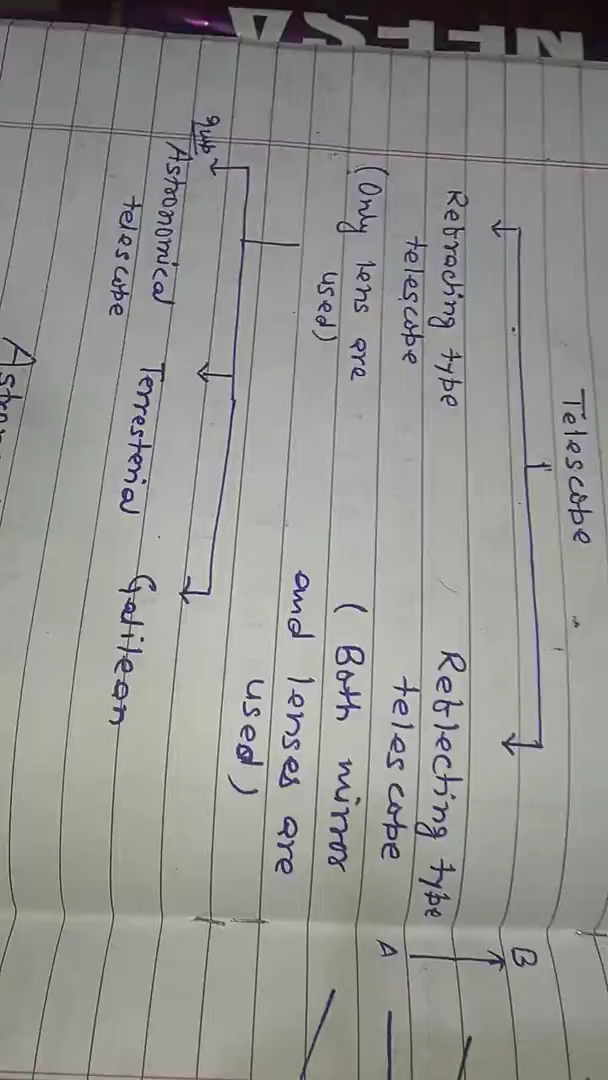 Telescope
Refracting type
telescope
(Only lens are
used)
Reflecting type
telescope
(Both mirror
and lenses are
used)
Astronomical
telescope
Terresterial
Galilean
B
A